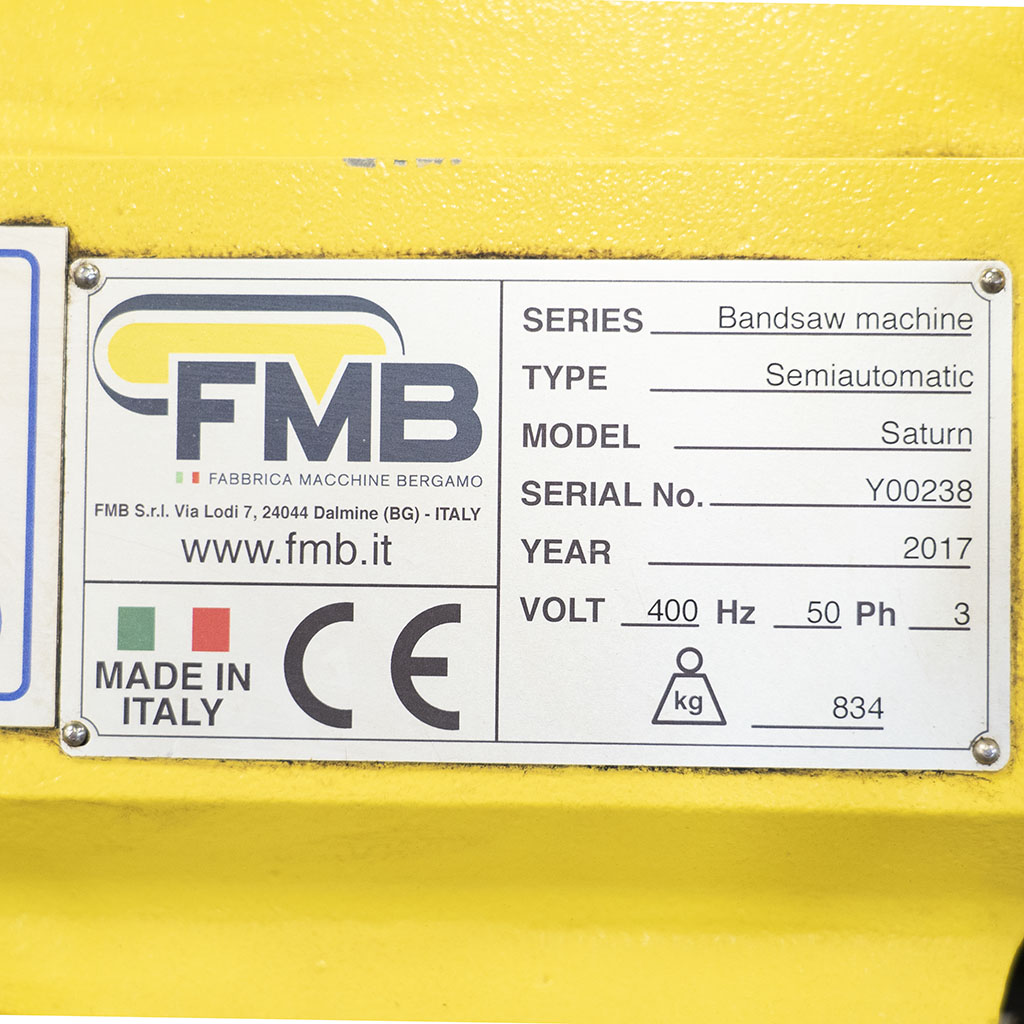 FMB
FABBRICA MACCHINE BERGAMO
FMB S.r.l. Via Lodi 7, 24044 Dalmine (BG) - ITALY
www.fmb.it
MADE IN
ITALY
CE
SERIES Bandsaw machine
TYPE Semiautomatic
MODEL Saturn
SERIAL No. Y00238
YEAR 2017
VOLT 400 Hz 50 Ph 3
kg 834